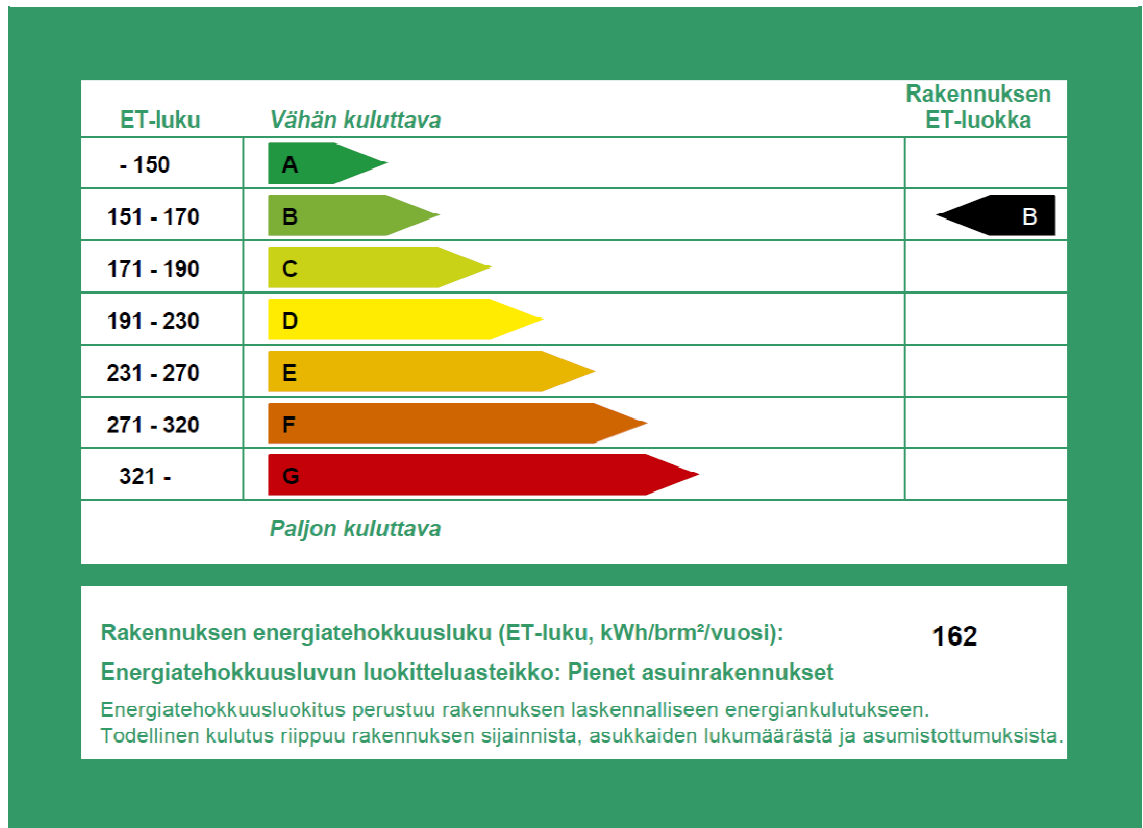 ET-luku Vähän kuluttava Rakennuksen ET-luokka
- 150 A
151 - 170 B B
171 - 190 C
191 - 230 D
231 - 270 E
271 - 320 F
321 - G
Paljon kuluttava
Rakennuksen energiatehokkuusluku (ET-luku, kWh/brm²/vuosi): 162
Energiatehokkuusluvun luokitteluasteikko: Pienet asuinrakennukset
Energiatehokkuusluokitus perustuu rakennuksen laskennalliseen energiankulutukseen.
Todellinen kulutus riippuu rakennuksen sijainnista, asukkaiden lukumäärästä ja asumistottumuksista.